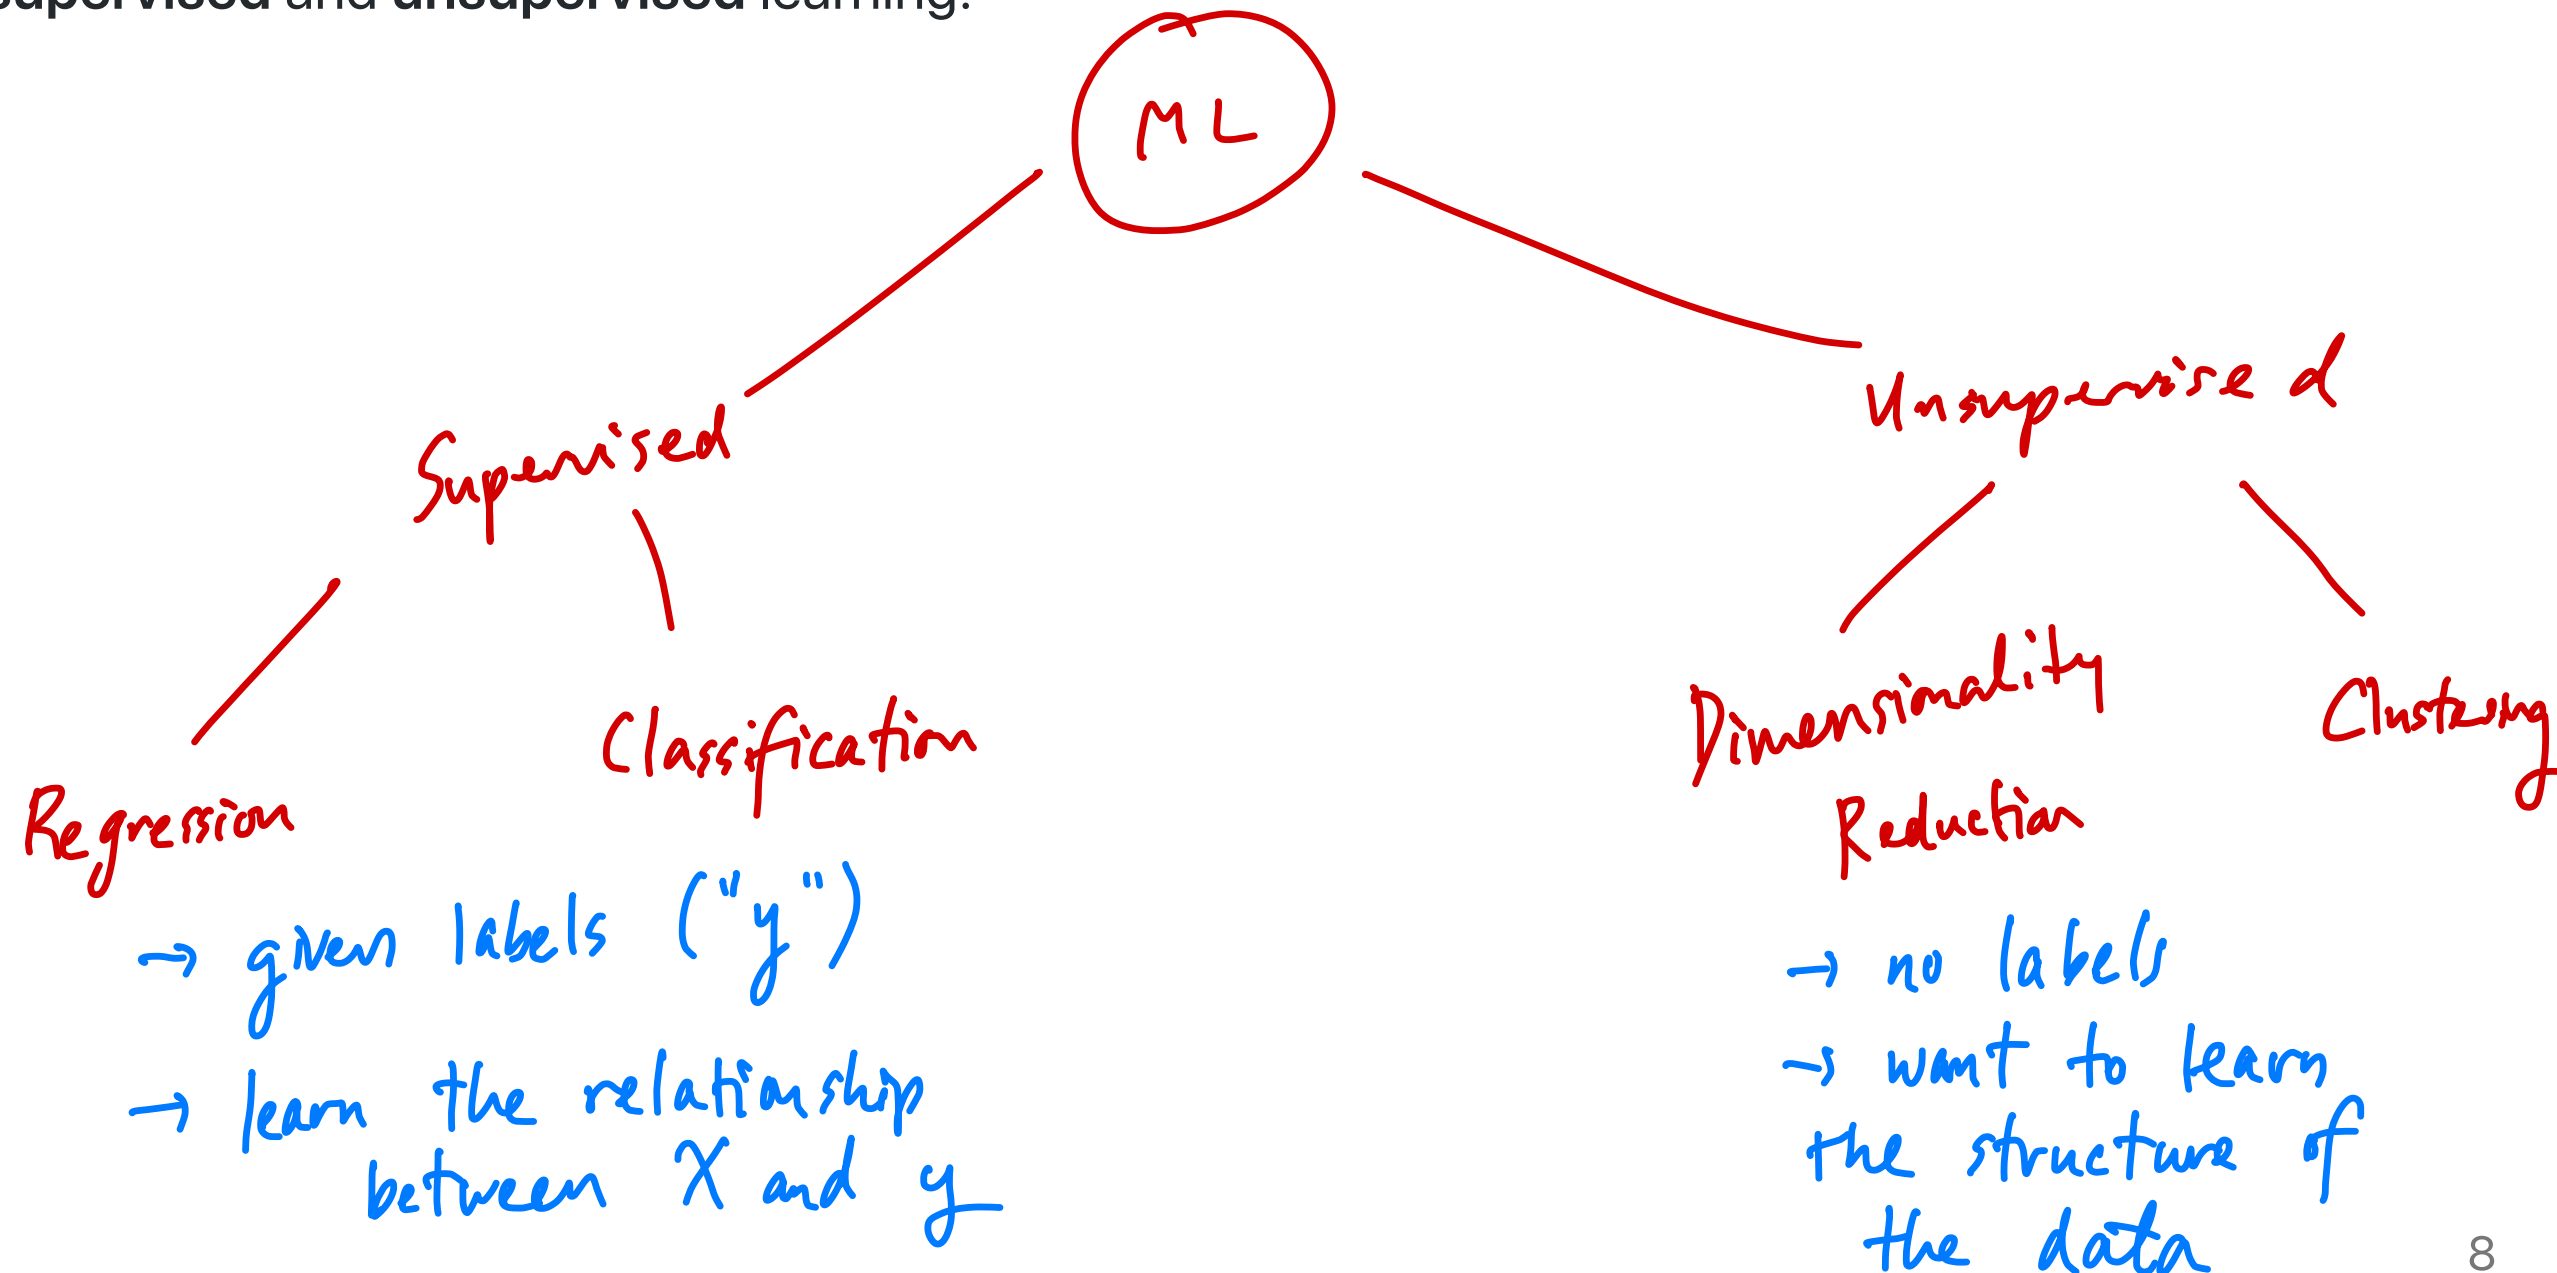 supervised and unsupervised learning.
ML
Supervised
Unsupervised
Regression
Classification
Dimensionality
Reduction
Clustering
→ given labels ("y")
→ learn the relationship
between X and y
→ no labels
→ want to learn
the structure of
the data
8